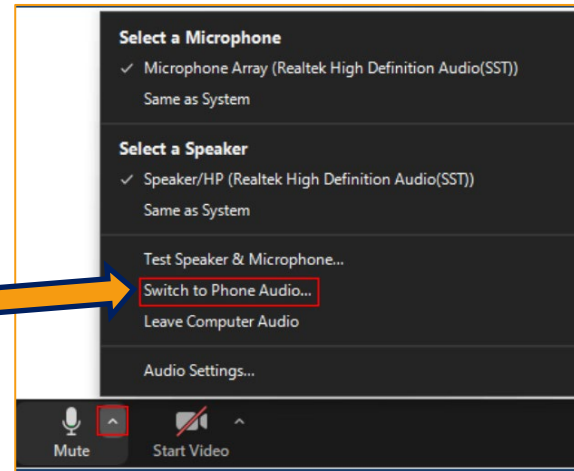 Select a Microphone
✓ Microphone Array (Realtek High Definition Audio(SST))
Same as System
Select a Speaker
✓ Speaker/HP (Realtek High Definition Audio(SST))
Same as System
Test Speaker & Microphone...
Switch to Phone Audio...
Leave Computer Audio
Audio Settings...
Mute
Start Video